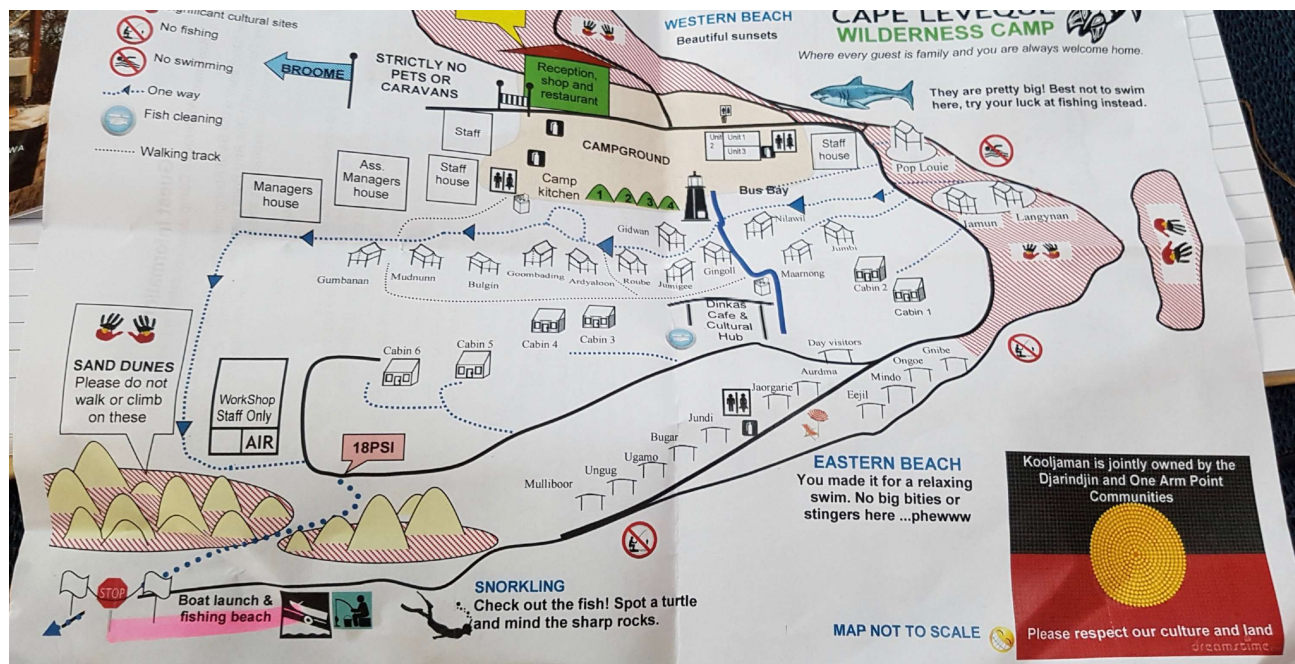 significant cultural sites
No fishing
No swimming
One way
Fish cleaning
Walking track
BROOME
STRICTLY NO
PETS OR
CARAVANS
Reception,
shop and
restaurant
WESTERN BEACH
Beautiful sunsets
CAPE LEVEQUE
WILDERNESS CAMP
Where every guest is family and you are always welcome home.
They are pretty big! Best not to swim
here, try your luck at fishing instead.
Staff
CAMPGROUND
Unit
2
Unit 1
Unit 3
Staff
house
Pop Louie
Managers
house
Ass.
Managers
house
Staff
house
Camp
kitchen
1
2
3
4
Bus Bay
Jamun
Langynan
Gidwan
Nilawil
Jumbi
Gumbanan
Mudnunn
Bulgin
Goombading
Ardyaloon
Roube
Jumigee
Gingoll
Maarnong
Cabin 2
Cabin 1
Dinkas
Cafe &
Cultural
Hub
Cabin 4
Cabin 3
Cabin 6
Cabin 5
Day visitors
Gnibe
Ongoe
Mindo
Eejil
Aurdma
Jaorgarie
Jundi
Bugar
Ugamo
Ungug
Mulliboor
SAND DUNES
Please do not
walk or climb
on these
WorkShop
Staff Only
AIR
18PSI
EASTERN BEACH
You made it for a relaxing
swim. No big bities or
stingers here ...phewww
Kooljaman is jointly owned by the
Djarindjin and One Arm Point
Communities
STOP
Boat launch &
fishing beach
SNORKLING
Check out the fish! Spot a turtle
and mind the sharp rocks.
MAP NOT TO SCALE
Please respect our culture and land
dreamstime